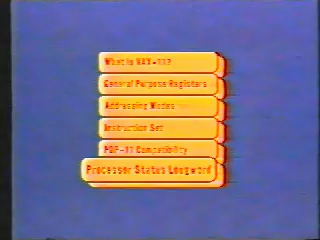 What is VAX-11?
General Purpose Registers
Addressing Modes
Instruction Set
PDP-11 Compatibility
Processor Status Longword